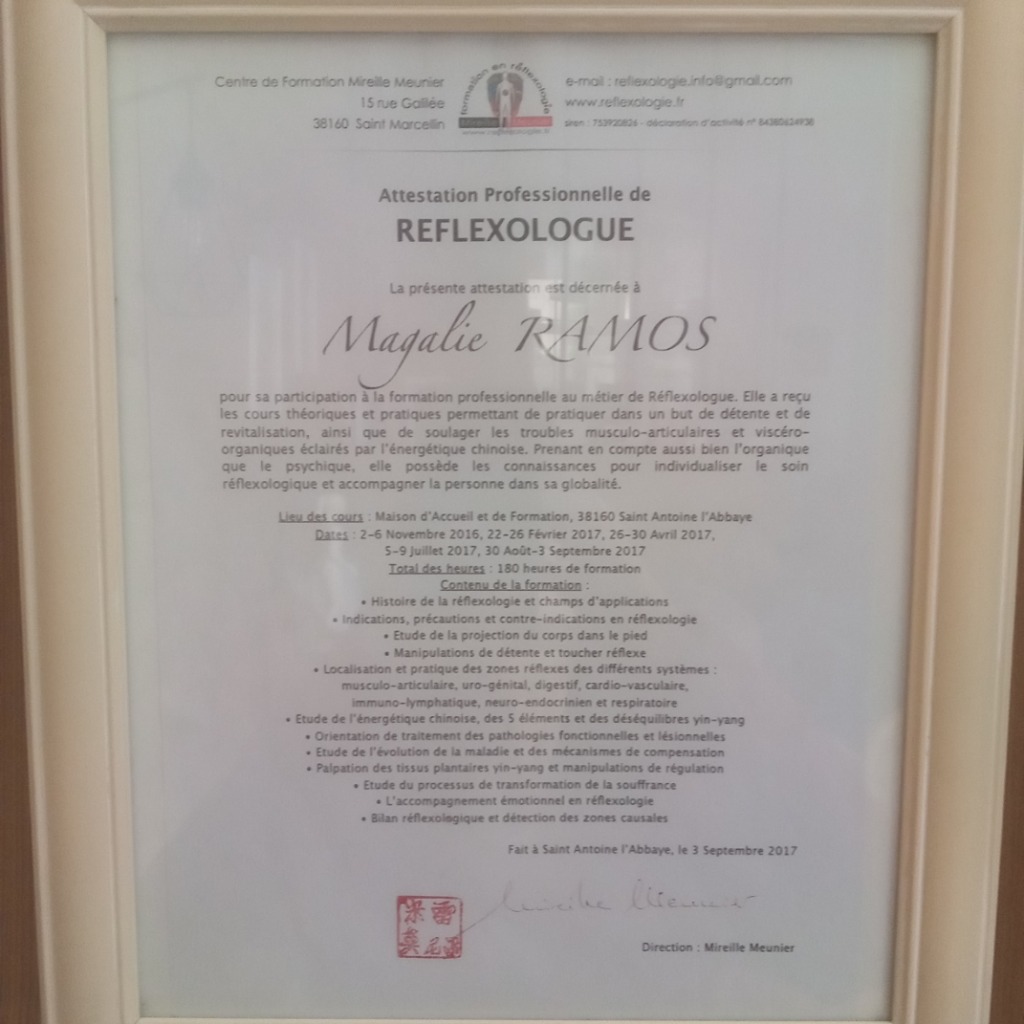 Centre de Formation Mireille Meunier
15 rue Galilée
38160 Saint Marcellin
formation en réflexologie
www.reflexologie.fr
e-mail : reflexologie.info@gmail.com
www.reflexologie.fr
siren : 753920826 - déclaration d'activité n° 84380624938
Attestation Professionnelle de
REFLEXOLOGUE
La présente attestation est décernée à
Magalie RAMOS
pour sa participation à la formation professionnelle au métier de Réflexologue. Elle a reçu
les cours théoriques et pratiques permettant de pratiquer dans un but de détente et de
revitalisation, ainsi que de soulager les troubles musculo-articulaires et viscéro-
organiques éclairés par l'énergétique chinoise. Prenant en compte aussi bien l'organique
que le psychique, elle possède les connaissances pour individualiser le soin
réflexologique et accompagner la personne dans sa globalité.
Lieu des cours : Maison d'Accueil et de Formation, 38160 Saint Antoine l'Abbaye
Dates : 2-6 Novembre 2016, 22-26 Février 2017, 26-30 Avril 2017,
5-9 Juillet 2017, 30 Août-3 Septembre 2017
Total des heures : 180 heures de formation
Contenu de la formation :
• Histoire de la réflexologie et champs d'applications
• Indications, précautions et contre-indications en réflexologie
• Etude de la projection du corps dans le pied
• Manipulations de détente et toucher réflexe
• Localisation et pratique des zones réflexes des différents systèmes :
musculo-articulaire, uro-génital, digestif, cardio-vasculaire,
immuno-lymphatique, neuro-endocrinien et respiratoire
• Etude de l'énergétique chinoise, des 5 éléments et des déséquilibres yin-yang
• Orientation de traitement des pathologies fonctionnelles et lésionnelles
• Etude de l'évolution de la maladie et des mécanismes de compensation
• Palpation des tissus plantaires yin-yang et manipulations de régulation
• Etude du processus de transformation de la souffrance
• L'accompagnement émotionnel en réflexologie
• Bilan réflexologique et détection des zones causales
Fait à Saint Antoine l'Abbaye, le 3 Septembre 2017
Mireille Meunier
Direction : Mireille Meunier